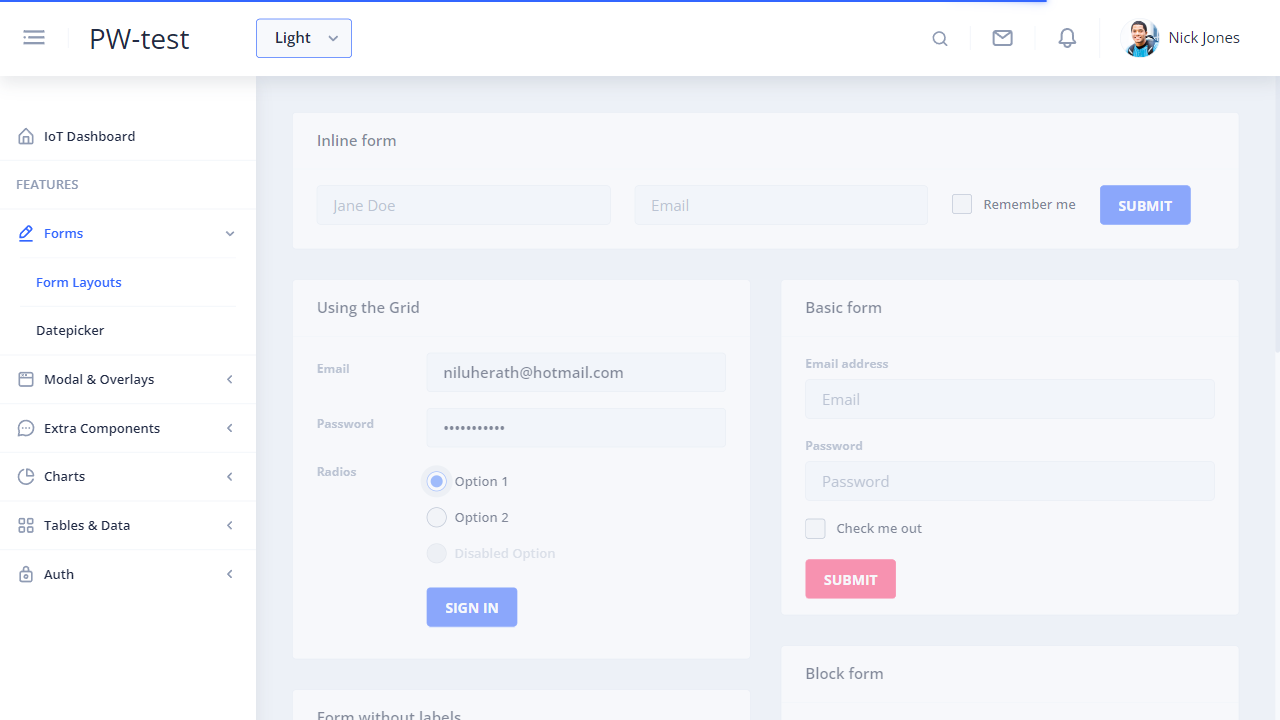 PW-test
Light
Nick Jones
IoT Dashboard
FEATURES
Forms
Form Layouts
Datepicker
Modal & Overlays
Extra Components
Charts
Tables & Data
Auth
Inline form
Jane Doe
Email
Remember me
SUBMIT
Using the Grid
Email
niluherath@hotmail.com
Password
•••••••••••
Radios
Option 1
Option 2
Disabled Option
SIGN IN
Basic form
Email address
Email
Password
Password
Check me out
SUBMIT
Form without labels
Block form